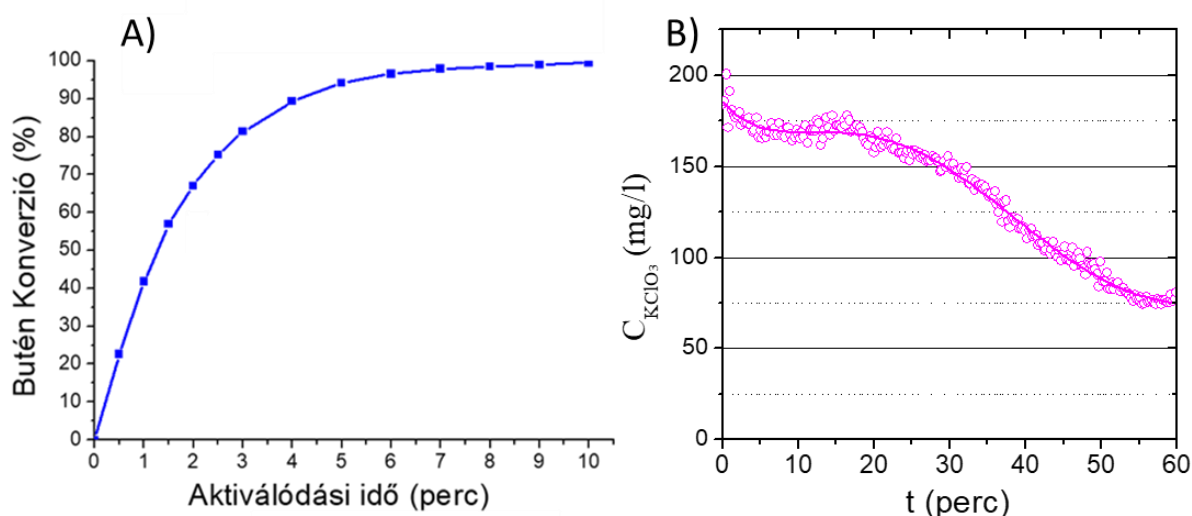 A)
Butén Konverzió (%)
100
90
80
70
60
50
40
30
20
10
0
0 1 2 3 4 5 6 7 8 9 10
Aktiválódási idő (perc)
B)
C_KClO₃ (mg/l)
200
150
100
50
0
0 10 20 30 40 50 60
t (perc)